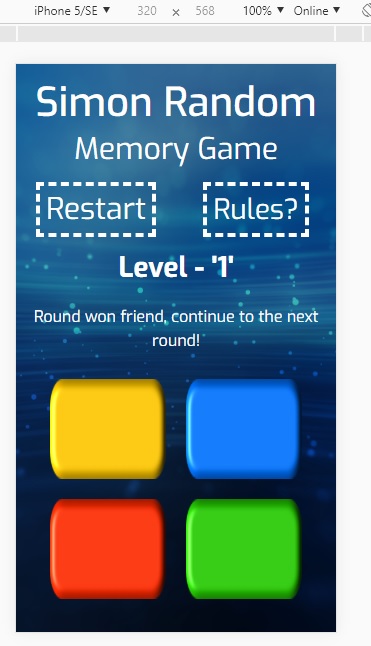 iPhone 5/SE ▼ 320 × 568 100% ▼ Online ▼
Simon Random
Memory Game
Restart Rules?
Level - '1'
Round won friend, continue to the next
round!